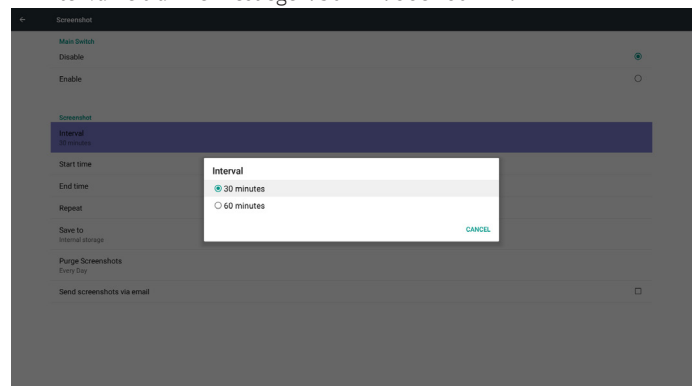 Screenshot
Main Switch
Disable
Enable
Screenshot
Interval
30 minutes
Start time
End time
Repeat
Save to
Internal storage
Purge Screenshots
Every Day
Send screenshots via email
Interval
30 minutes
60 minutes
CANCEL